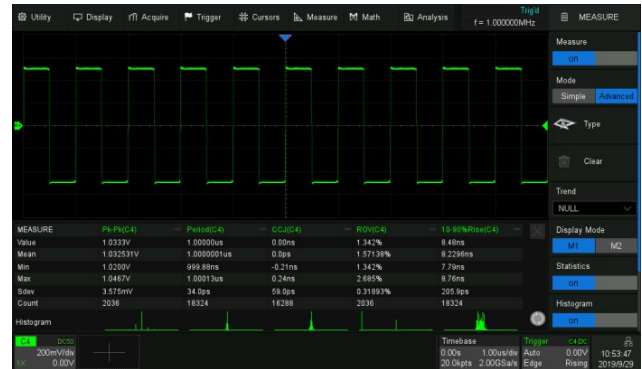 Utility Display Acquire Trigger Cursors Measure Math Analysis Trig'd f = 1.000000MHz MEASURE
Measure
on
Mode
Simple Advanced
Type
Clear
Trend
NULL
MEASURE Pk-Pk(C4) Period(C4) CCJ(C4) ROV(C4) 10-90%Rise(C4)
Value 1.0333V 1.00000us 0.00ns 1.342% 8.48ns
Mean 1.032531V 1.0000001us 0.0ps 1.57138% 8.2296ns
Min 1.0200V 999.88ns -0.21ns 1.342% 7.79ns
Max 1.0467V 1.00013us 0.24ns 2.685% 8.76ns
Sdev 3.575mV 34.0ps 59.0ps 0.31893% 205.9ps
Count 2036 18324 16288 2036 18324
Histogram
Display Mode
M1 M2
Statistics
on
Histogram
on
C4 DC50
200mV/div
1X 0.00V
Timebase
0.00s 1.00us/div
20.0kpts 2.00GSa/s
Trigger C4 DC
Auto 0.00V
Edge Rising
10:53:47
2019/9/29